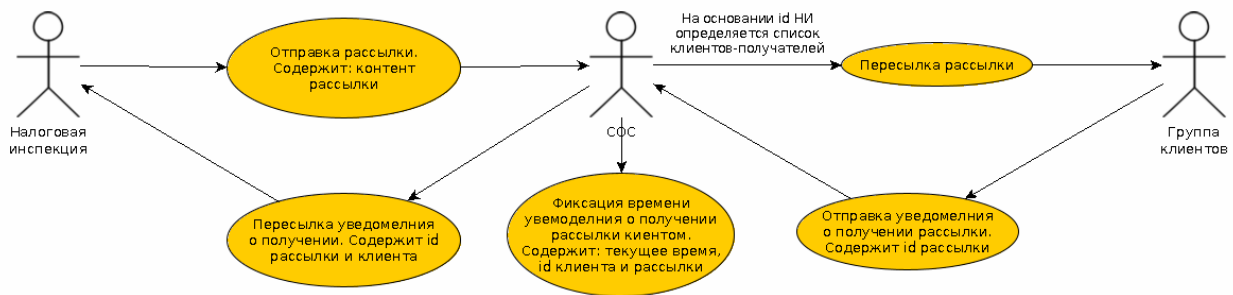 Отправка рассылки.
Содержит: контент
рассылки
На основании id НИ
определяется список
клиентов-получателей
Пересылка рассылки
Налоговая
инспекция
СОС
Группа
клиентов
Пересылка уведомелния
о получении. Содержит id
рассылки и клиента
Фиксация времени
увемоделния о получении
рассылки киентом.
Содержит: текущее время,
id клиента и рассылки
Отправка уведомелния
о получении рассылки.
Содержит id рассылки